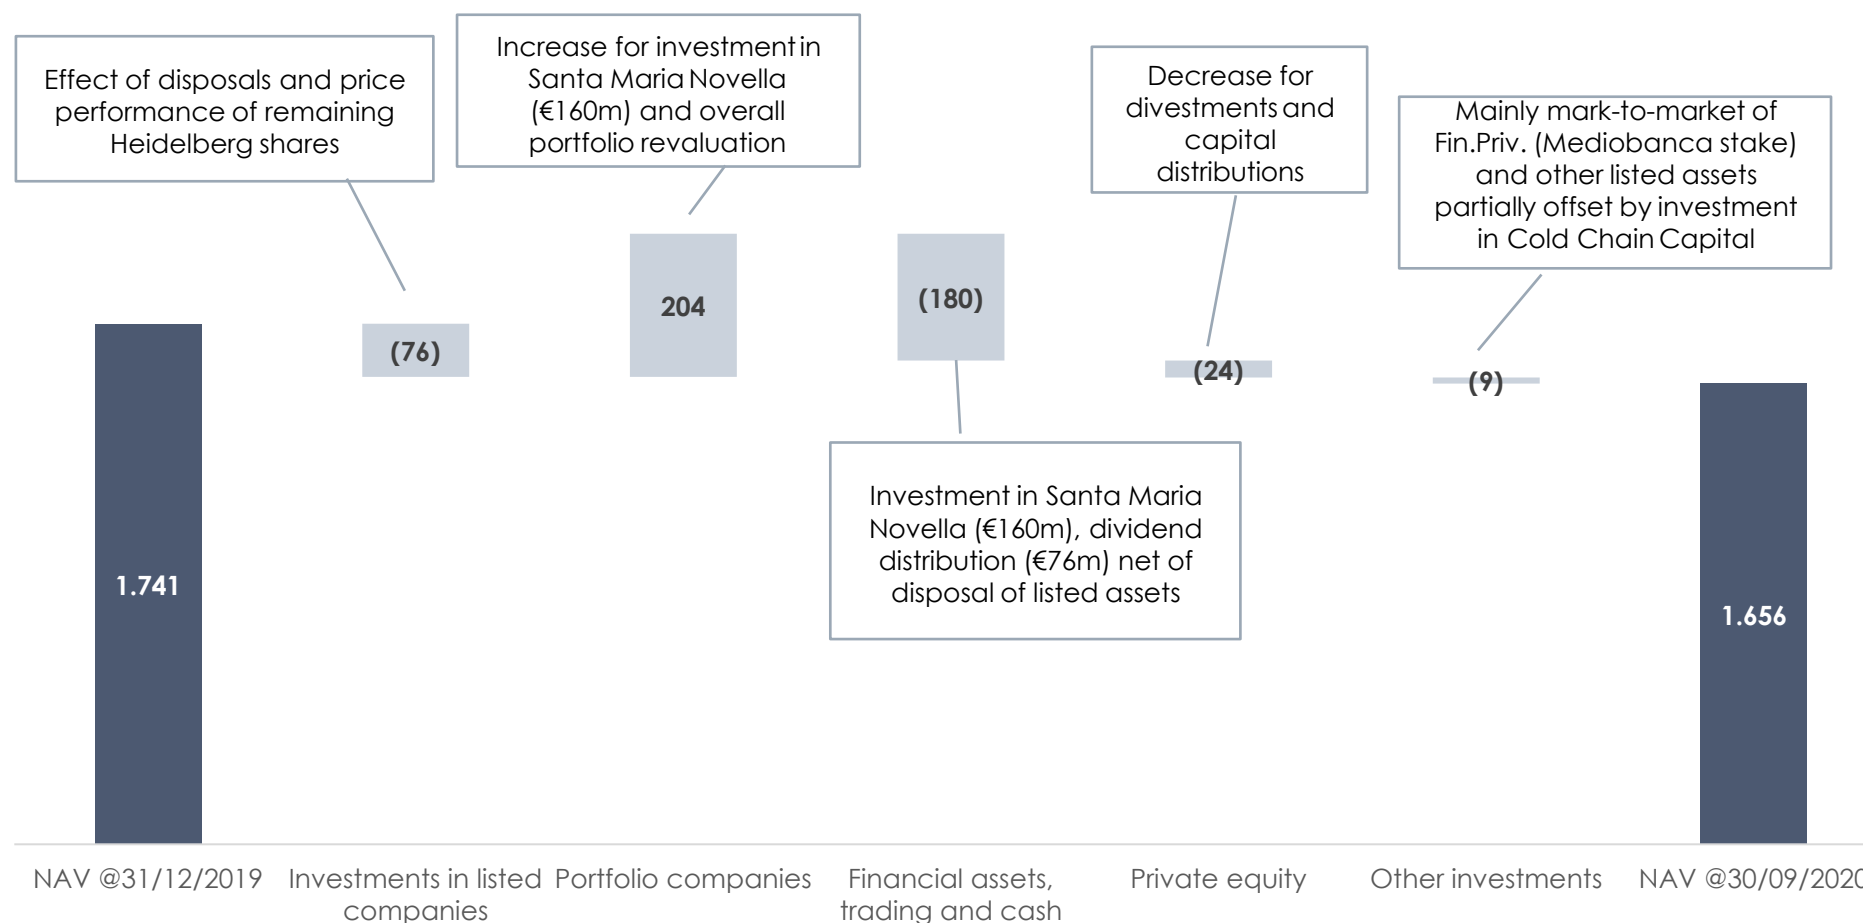 Effect of disposals and price
performance of remaining
Heidelberg shares
Increase for investment in
Santa Maria Novella
(€160m) and overall
portfolio revaluation
Decrease for
divestments and
capital
distributions
Mainly mark-to-market of
Fin.Priv. (Mediobanca stake)
and other listed assets
partially offset by investment
in Cold Chain Capital
1.741
(76)
204
(180)
(24)
(9)
1.656
Investment in Santa Maria
Novella (€160m), dividend
distribution (€76m) net of
disposal of listed assets
NAV @31/12/2019
Investments in listed
companies
Portfolio companies
Financial assets,
trading and cash
Private equity
Other investments
NAV @30/09/2020